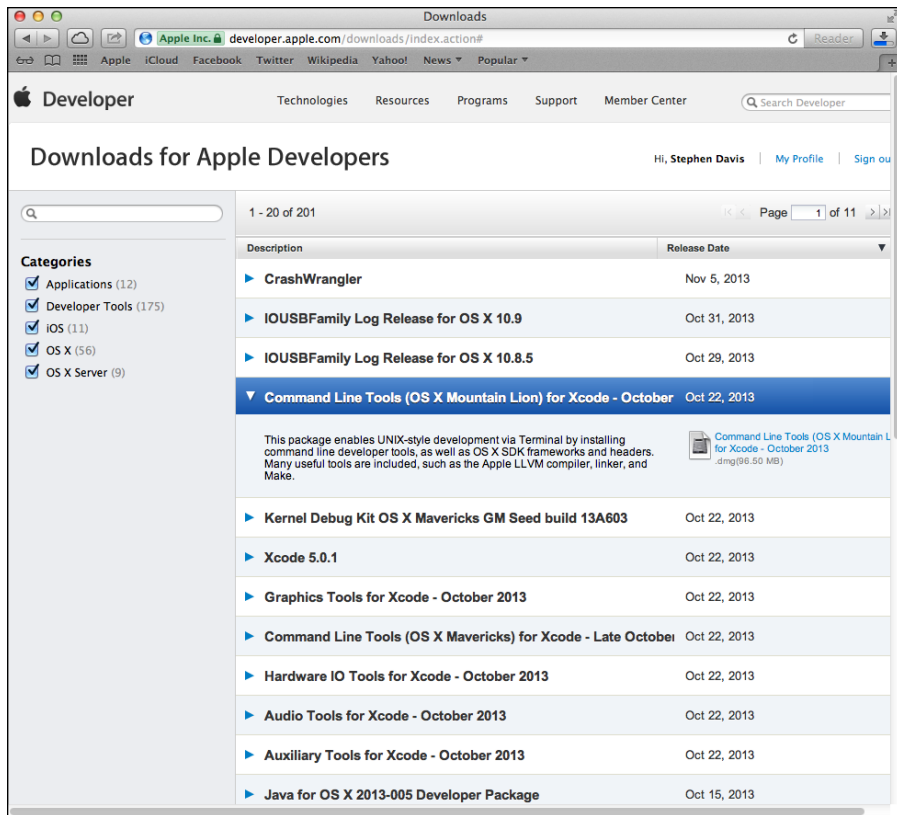 Downloads
Apple Inc. developer.apple.com/downloads/index.action# Reader
Apple iCloud Facebook Twitter Wikipedia Yahoo! News Popular
Developer Technologies Resources Programs Support Member Center Search Developer
Downloads for Apple Developers Hi, Stephen Davis My Profile Sign ou
1 - 20 of 201 Page 1 of 11
Description Release Date
Categories
Applications (12)
Developer Tools (175)
iOS (11)
OS X (56)
OS X Server (9)
CrashWrangler Nov 5, 2013
IOUSBFamily Log Release for OS X 10.9 Oct 31, 2013
IOUSBFamily Log Release for OS X 10.8.5 Oct 29, 2013
Command Line Tools (OS X Mountain Lion) for Xcode - October Oct 22, 2013
This package enables UNIX-style development via Terminal by installing
command line developer tools, as well as OS X SDK frameworks and headers.
Many useful tools are included, such as the Apple LLVM compiler, linker, and
Make.
Command Line Tools (OS X Mountain L
for Xcode - October 2013
.dmg(96.50 MB)
Kernel Debug Kit OS X Mavericks GM Seed build 13A603 Oct 22, 2013
Xcode 5.0.1 Oct 22, 2013
Graphics Tools for Xcode - October 2013 Oct 22, 2013
Command Line Tools (OS X Mavericks) for Xcode - Late October Oct 22, 2013
Hardware IO Tools for Xcode - October 2013 Oct 22, 2013
Audio Tools for Xcode - October 2013 Oct 22, 2013
Auxiliary Tools for Xcode - October 2013 Oct 22, 2013
Java for OS X 2013-005 Developer Package Oct 15, 2013